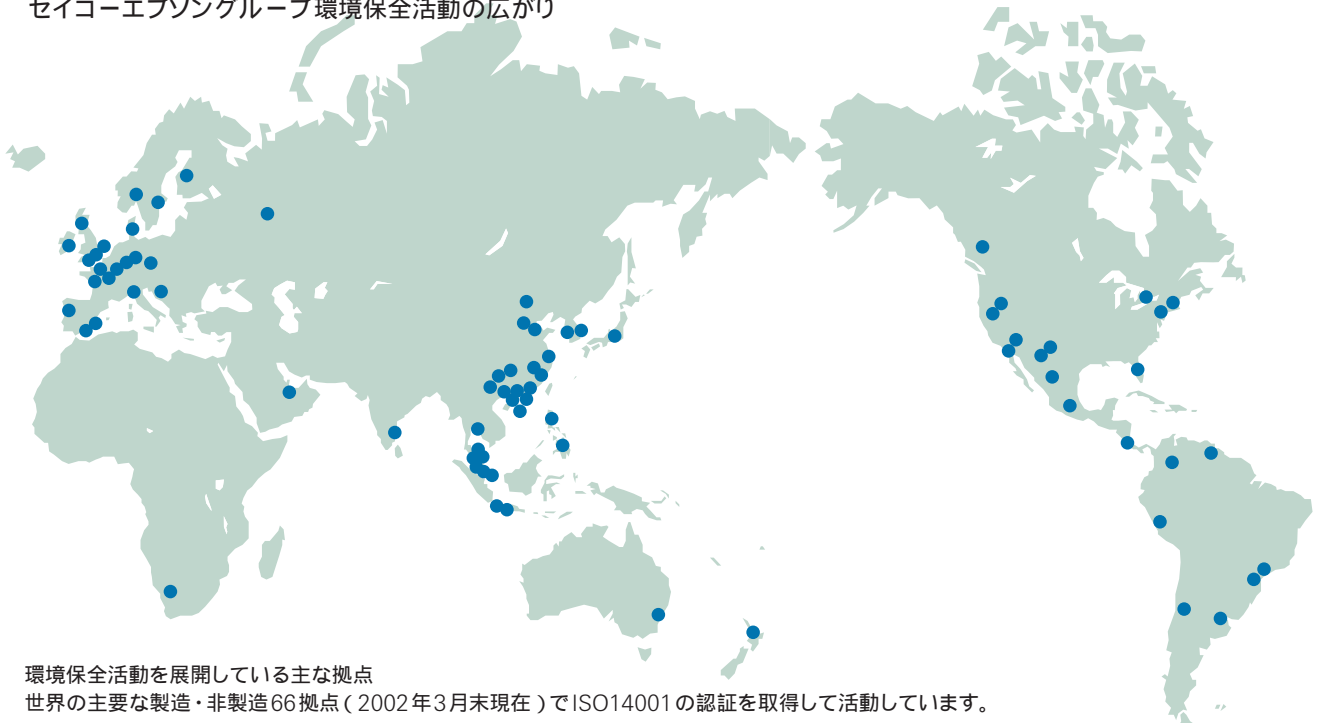 セイコーエプソングループ環境保全活動の広がり
環境保全活動を展開している主な拠点
世界の主要な製造・非製造66拠点(2002年3月末現在)でISO14001の認証を取得して活動しています。